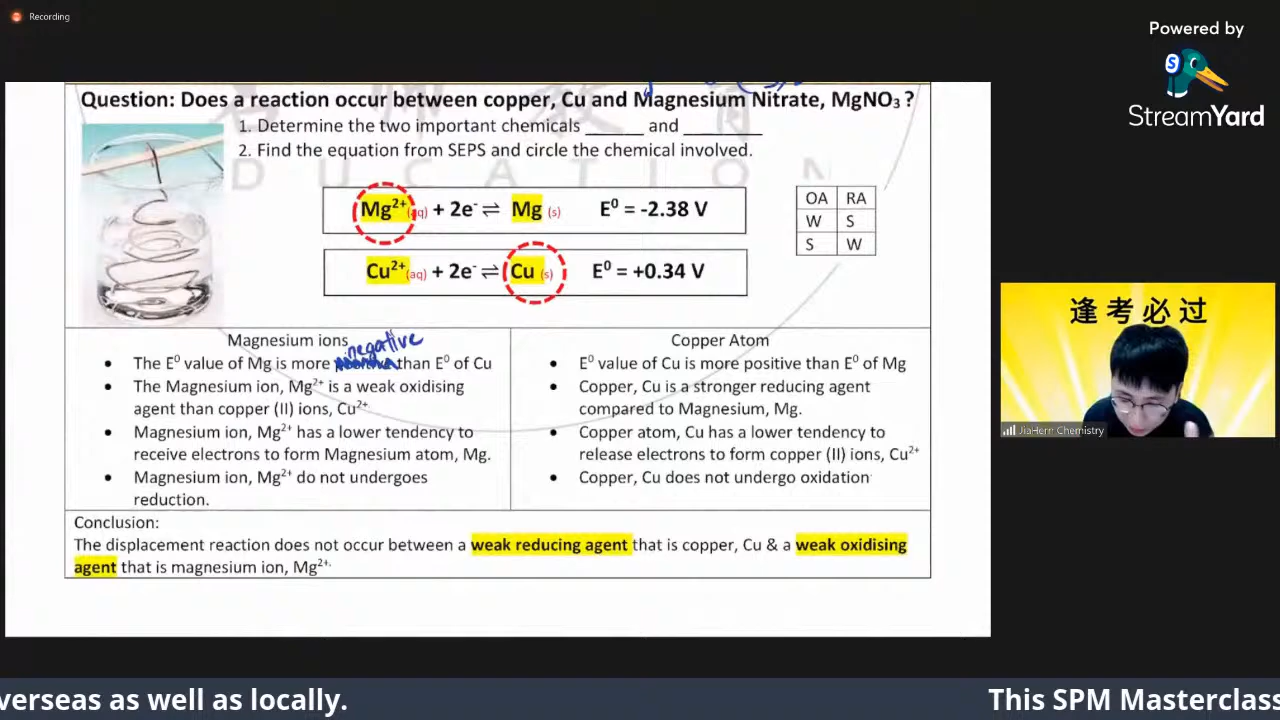 Recording
Powered by
StreamYard
Question: Does a reaction occur between copper, Cu and Magnesium Nitrate, MgNO₃ ?
1. Determine the two important chemicals ______ and ________
2. Find the equation from SEPS and circle the chemical involved.
DUCATION
Mg²⁺(aq) + 2e⁻ ⇌ Mg (s) E⁰ = -2.38 V
Cu²⁺(aq) + 2e⁻ ⇌ Cu (s) E⁰ = +0.34 V
OA RA
W S
S W
逢考必过
JiaHern Chemistry
Magnesium ions
negative
• The E⁰ value of Mg is more than E⁰ of Cu
• The Magnesium ion, Mg²⁺ is a weak oxidising
agent than copper (II) ions, Cu²⁺.
• Magnesium ion, Mg²⁺ has a lower tendency to
receive electrons to form Magnesium atom, Mg.
• Magnesium ion, Mg²⁺ do not undergoes
reduction.
Copper Atom
• E⁰ value of Cu is more positive than E⁰ of Mg
• Copper, Cu is a stronger reducing agent
compared to Magnesium, Mg.
• Copper atom, Cu has a lower tendency to
release electrons to form copper (II) ions, Cu²⁺
• Copper, Cu does not undergo oxidation
Conclusion:
The displacement reaction does not occur between a weak reducing agent that is copper, Cu & a weak oxidising
agent that is magnesium ion, Mg²⁺.
verseas as well as locally.
This SPM Masterclass